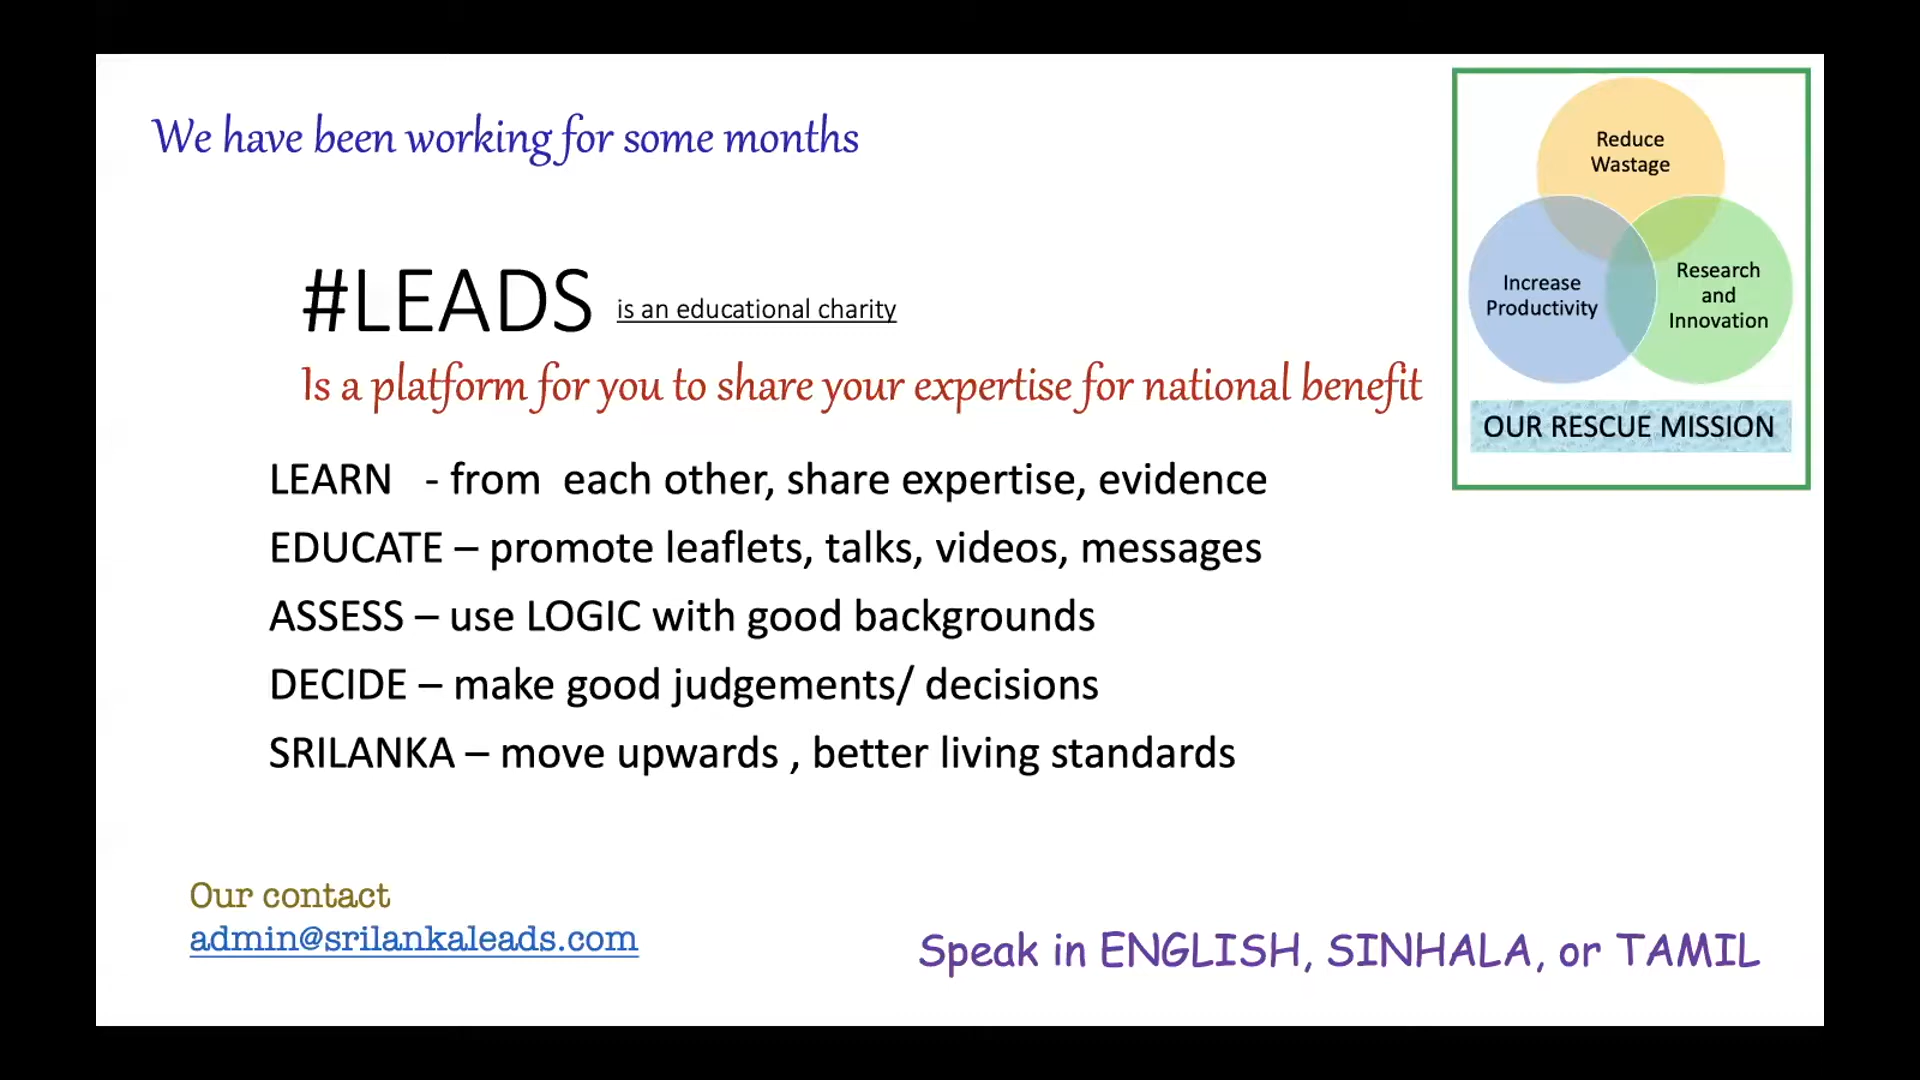 We have been working for some months
#LEADS is an educational charity
Is a platform for you to share your expertise for national benefit
LEARN - from each other, share expertise, evidence
EDUCATE – promote leaflets, talks, videos, messages
ASSESS – use LOGIC with good backgrounds
DECIDE – make good judgements/ decisions
SRILANKA – move upwards , better living standards
Reduce
Wastage
Increase
Productivity
Research
and
Innovation
OUR RESCUE MISSION
Our contact
admin@srilankaleads.com
Speak in ENGLISH, SINHALA, or TAMIL